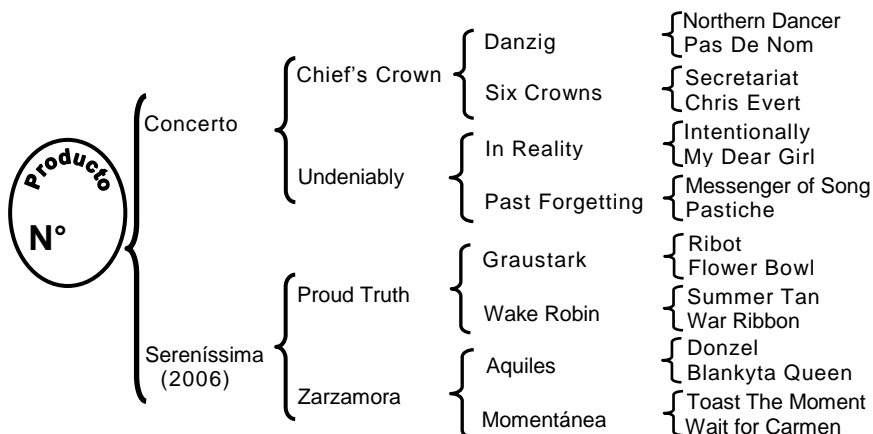 Producto
N°
Concerto
Sereníssima
(2006)
Chief's Crown
Undeniably
Proud Truth
Zarzamora
Danzig
Six Crowns
In Reality
Past Forgetting
Graustark
Wake Robin
Aquiles
Momentánea
Northern Dancer
Pas De Nom
Secretariat
Chris Evert
Intentionally
My Dear Girl
Messenger of Song
Pastiche
Ribot
Flower Bowl
Summer Tan
War Ribbon
Donzel
Blankyta Queen
Toast The Moment
Wait for Carmen